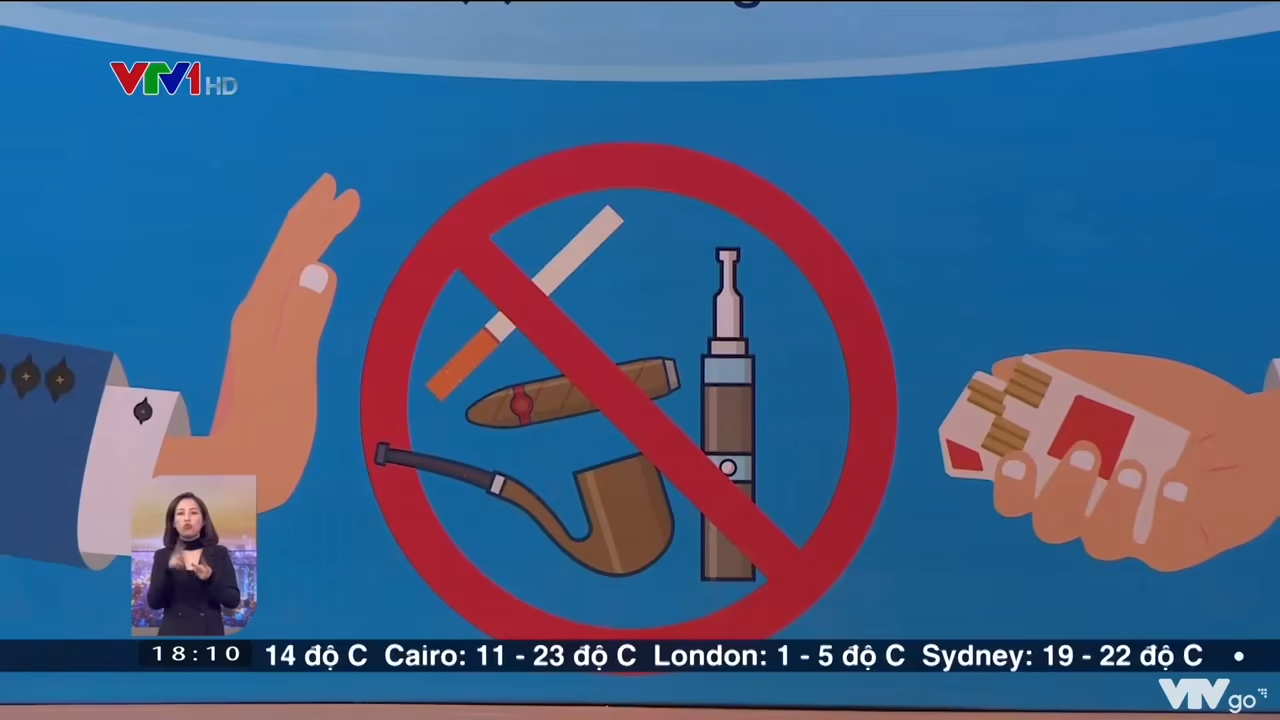 VTV1 HD
18:10 14 độ C Cairo: 11 - 23 độ C London: 1 - 5 độ C Sydney: 19 - 22 độ C •
VTV go